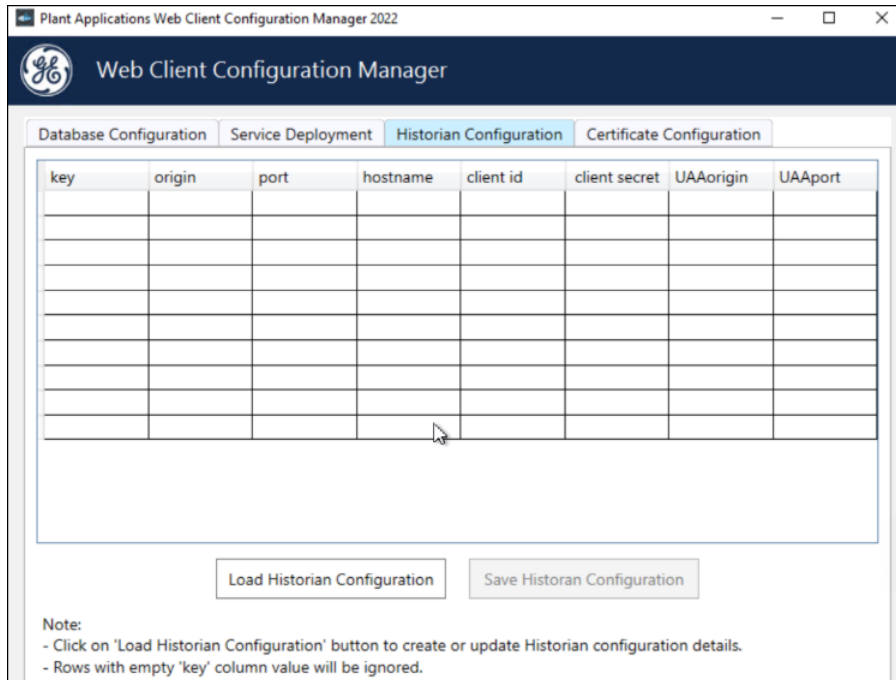 Plant Applications Web Client Configuration Manager 2022
Web Client Configuration Manager
Database Configuration Service Deployment Historian Configuration Certificate Configuration
key origin port hostname client id client secret UAAorigin UAAport
Load Historian Configuration Save Historan Configuration
Note:
- Click on 'Load Historian Configuration' button to create or update Historian configuration details.
- Rows with empty 'key' column value will be ignored.